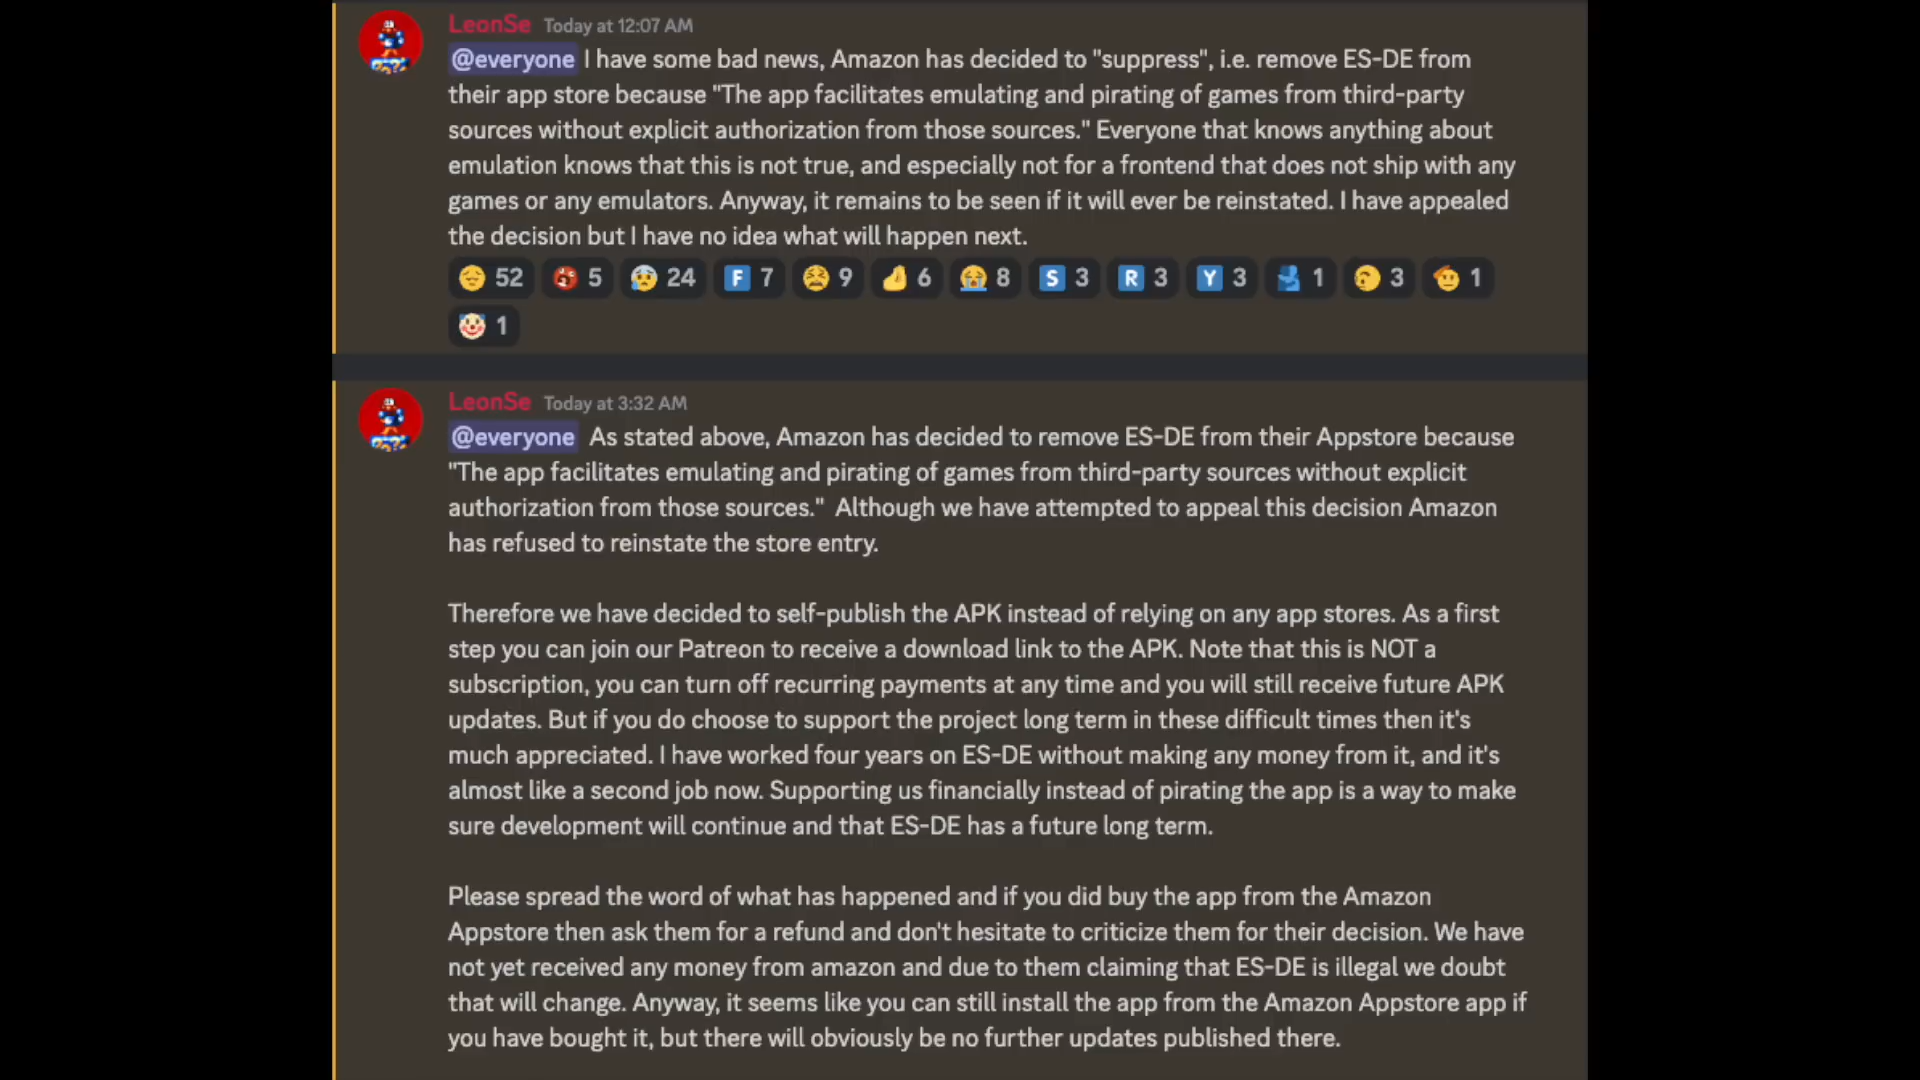 LeonSe Today at 12:07 AM
@everyone I have some bad news, Amazon has decided to "suppress", i.e. remove ES-DE from
their app store because "The app facilitates emulating and pirating of games from third-party
sources without explicit authorization from those sources." Everyone that knows anything about
emulation knows that this is not true, and especially not for a frontend that does not ship with any
games or any emulators. Anyway, it remains to be seen if it will ever be reinstated. I have appealed
the decision but I have no idea what will happen next.
52 5 24 F 7 9 6 8 S 3 R 3 Y 3 1 3 1
1
LeonSe Today at 3:32 AM
@everyone As stated above, Amazon has decided to remove ES-DE from their Appstore because
"The app facilitates emulating and pirating of games from third-party sources without explicit
authorization from those sources." Although we have attempted to appeal this decision Amazon
has refused to reinstate the store entry.
Therefore we have decided to self-publish the APK instead of relying on any app stores. As a first
step you can join our Patreon to receive a download link to the APK. Note that this is NOT a
subscription, you can turn off recurring payments at any time and you will still receive future APK
updates. But if you do choose to support the project long term in these difficult times then it's
much appreciated. I have worked four years on ES-DE without making any money from it, and it's
almost like a second job now. Supporting us financially instead of pirating the app is a way to make
sure development will continue and that ES-DE has a future long term.
Please spread the word of what has happened and if you did buy the app from the Amazon
Appstore then ask them for a refund and don't hesitate to criticize them for their decision. We have
not yet received any money from amazon and due to them claiming that ES-DE is illegal we doubt
that will change. Anyway, it seems like you can still install the app from the Amazon Appstore app if
you have bought it, but there will obviously be no further updates published there.